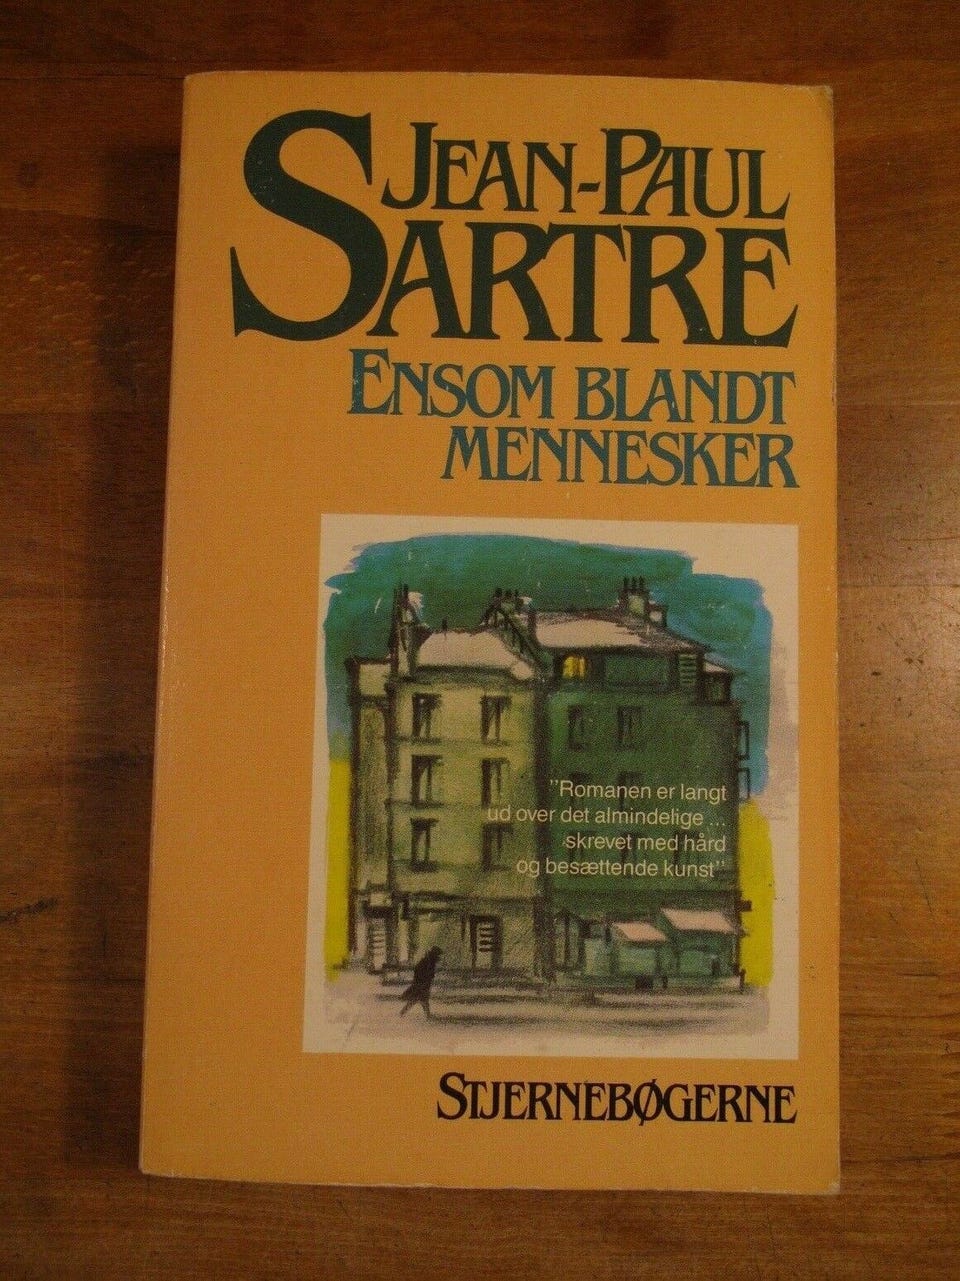 JEAN-PAUL
SARTRE
ENSOM BLANDT
MENNESKER
"Romanen er langt
ud over det almindelige ...
skrevet med hård
og besættende kunst"
STJERNEBØGERNE